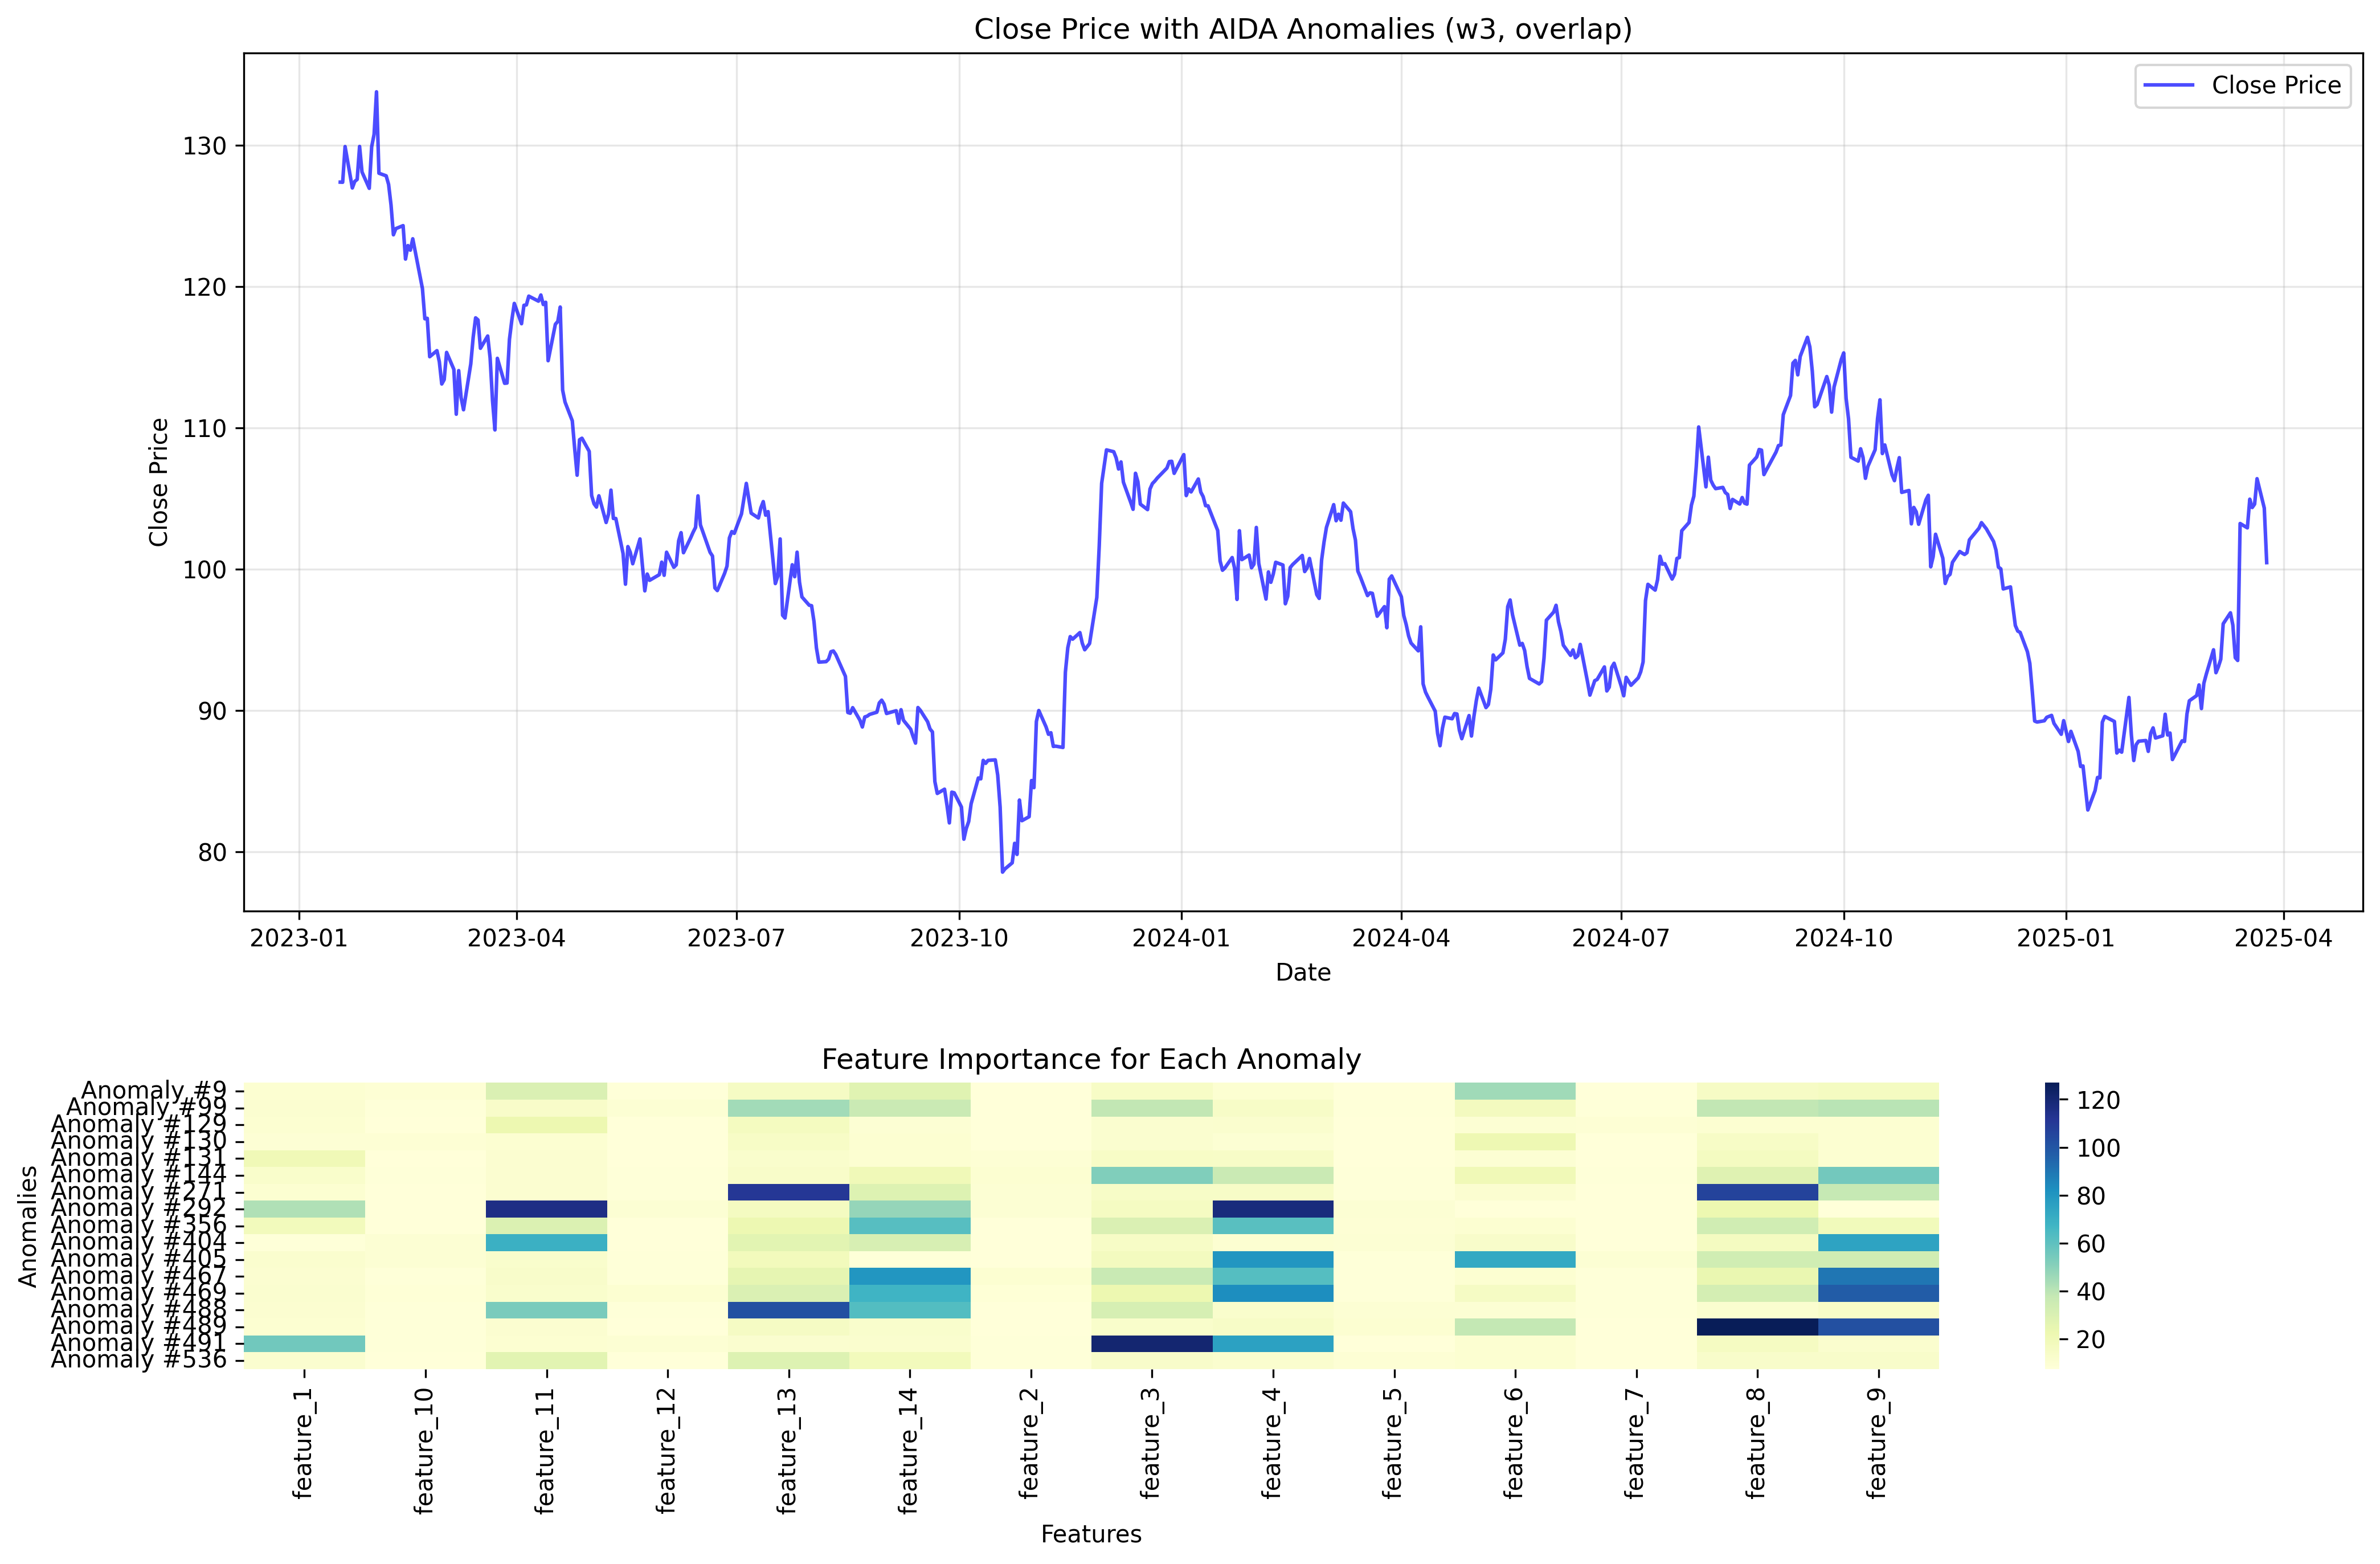 Close Price with AIDA Anomalies (w3, overlap)
Close Price
Close Price
130
120
110
100
90
80
2023-01 2023-04 2023-07 2023-10 2024-01 2024-04 2024-07 2024-10 2025-01 2025-04
Date
Feature Importance for Each Anomaly
Anomalies
Anomaly #9
Anomaly #99
Anomaly #129
Anomaly #130
Anomaly #131
Anomaly #144
Anomaly #271
Anomaly #292
Anomaly #356
Anomaly #404
Anomaly #405
Anomaly #467
Anomaly #469
Anomaly #488
Anomaly #489
Anomaly #491
Anomaly #536
120
100
80
60
40
20
feature_1 feature_10 feature_11 feature_12 feature_13 feature_14 feature_2 feature_3 feature_4 feature_5 feature_6 feature_7 feature_8 feature_9
Features